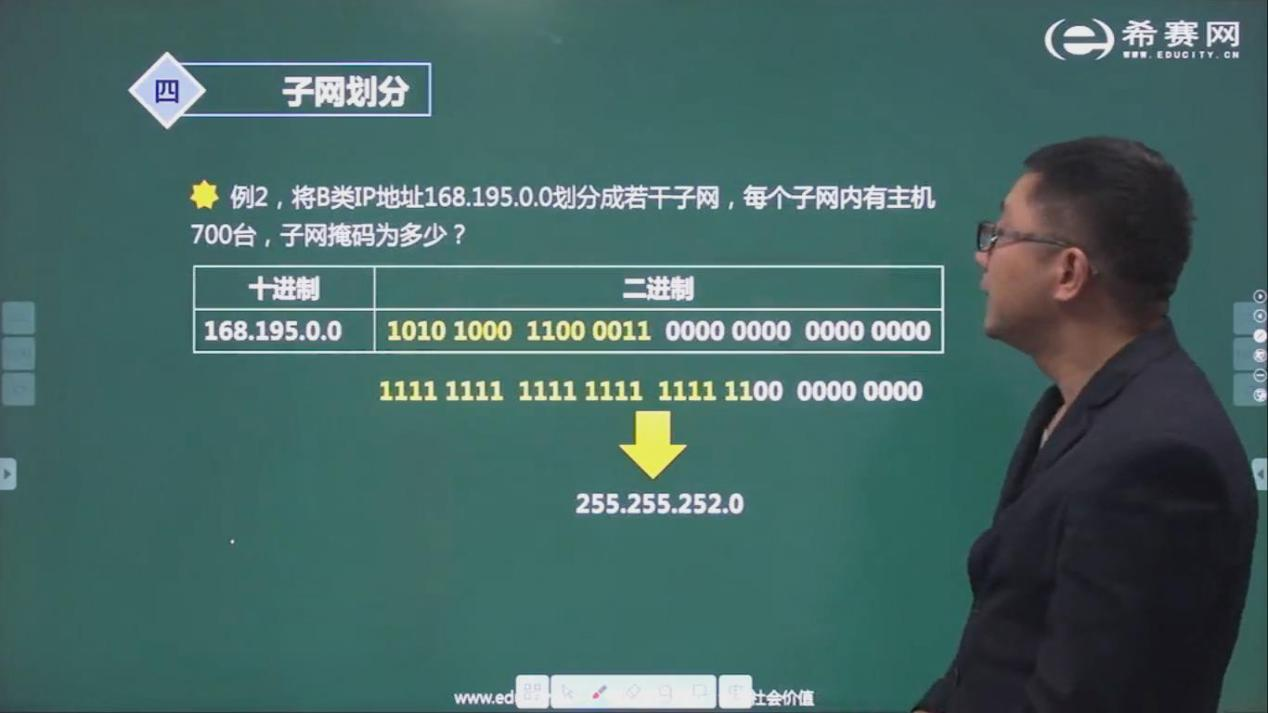 希赛网
WWW.EDUCITY.CN
四 子网划分
例2，将B类IP地址168.195.0.0划分成若干子网，每个子网内有主机
700台，子网掩码为多少？
十进制 二进制
168.195.0.0 1010 1000 1100 0011 0000 0000 0000 0000
1111 1111 1111 1111 1111 1100 0000 0000
255.255.252.0
www.edu 社会价值